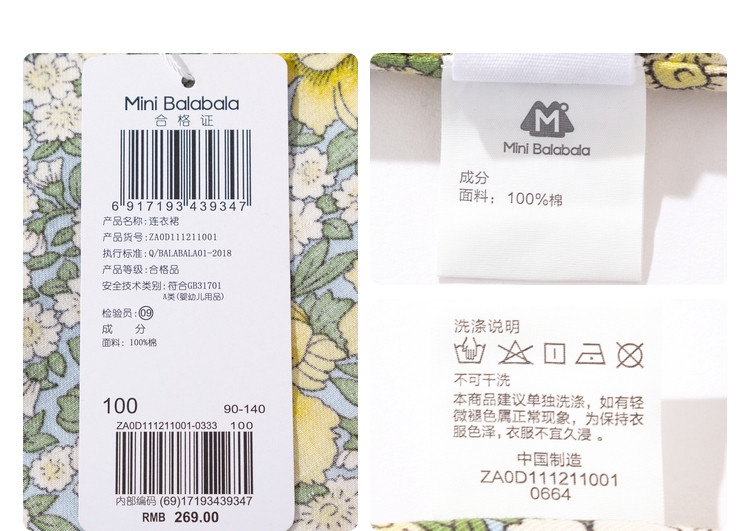 Mini Balabala
合格证
6 917193 439347
产品名称: 连衣裙
产品货号: ZA0D111211001
执行标准: Q/BALABALA01-2018
产品等级: 合格品
安全技术类别: 符合GB31701
A类(婴幼儿用品)
检验员: 09
成 分
面料: 100%棉
100 90-140
ZA0D111211001-0333 100
内部编码 (69)17193439347
RMB 269.00
M
Mini Balabala
成分
面料: 100%棉
洗涤说明
不可干洗
本商品建议单独洗涤, 如有轻
微褪色属正常现象, 为保持衣
服色泽, 衣服不宜久浸。
中国制造
ZA0D111211001
0664